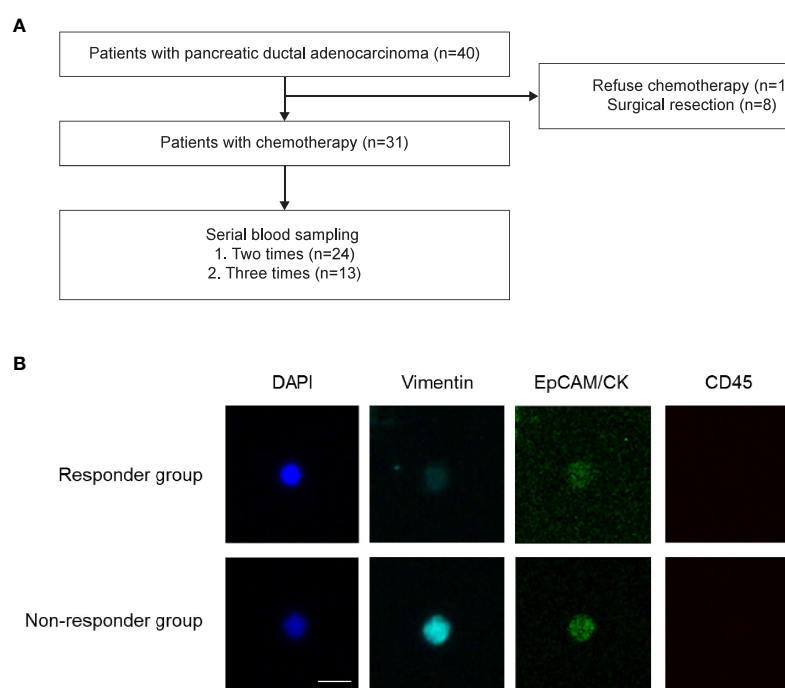 A
Patients with pancreatic ductal adenocarcinoma (n=40)
Refuse chemotherapy (n=1
Surgical resection (n=8)
Patients with chemotherapy (n=31)
Serial blood sampling
1. Two times (n=24)
2. Three times (n=13)
B
DAPI Vimentin EpCAM/CK CD45
Responder group
Non-responder group